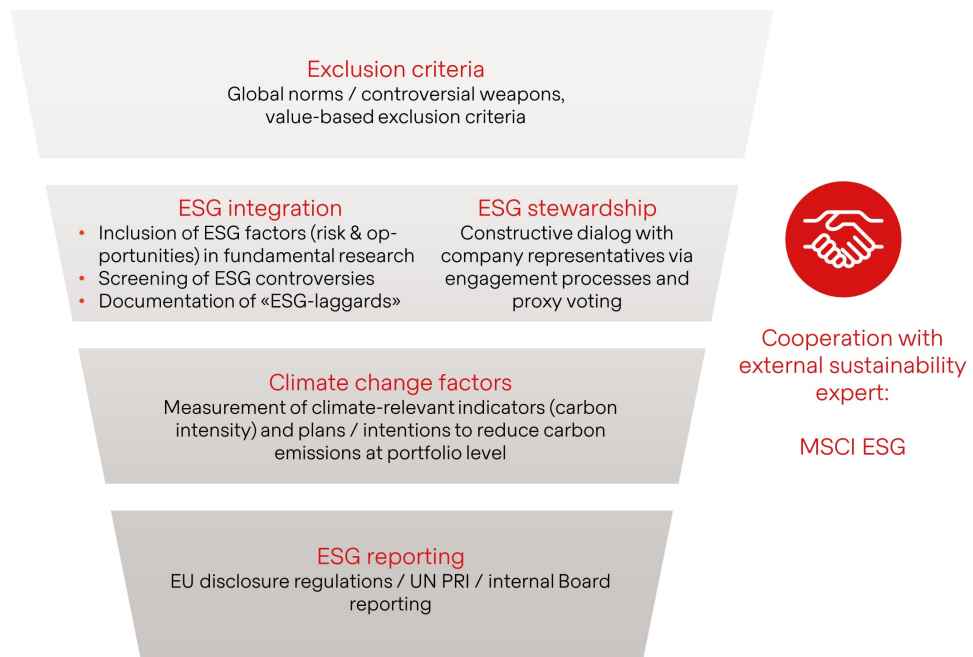 Exclusion criteria
Global norms / controversial weapons,
value-based exclusion criteria
ESG integration
• Inclusion of ESG factors (risk & op-
portunities) in fundamental research
• Screening of ESG controversies
• Documentation of «ESG-laggards»
ESG stewardship
Constructive dialog with
company representatives via
engagement processes and
proxy voting
Climate change factors
Measurement of climate-relevant indicators (carbon
intensity) and plans / intentions to reduce carbon
emissions at portfolio level
ESG reporting
EU disclosure regulations / UN PRI / internal Board
reporting
Cooperation with
external sustainability
expert:
MSCI ESG